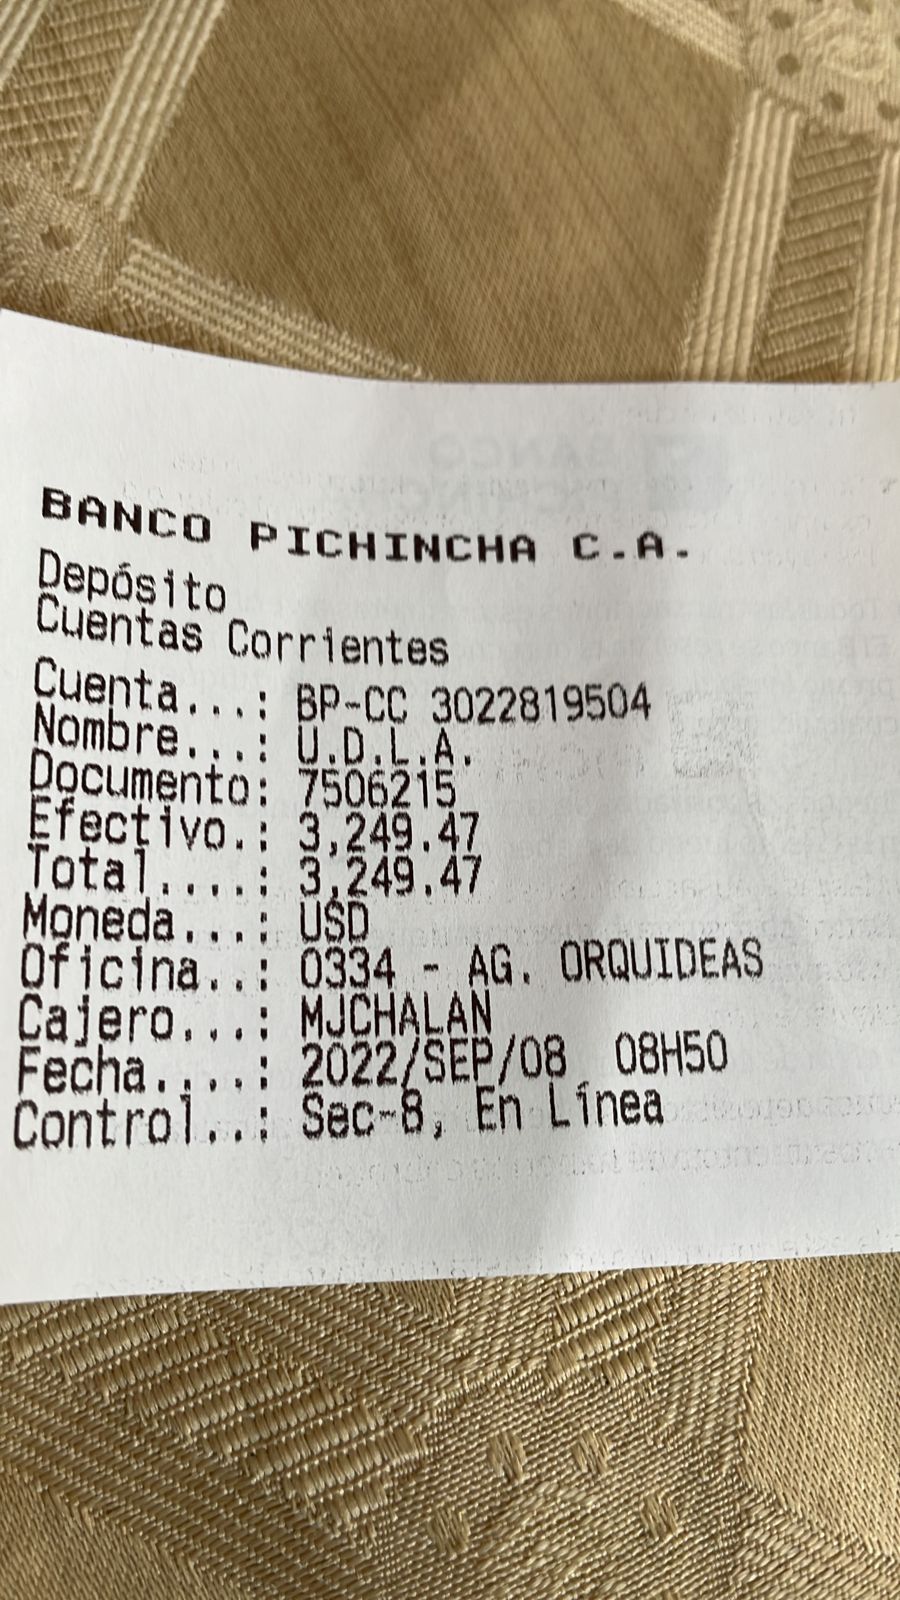 BANCO PICHINCHA C.A.
Depósito
Cuentas Corrientes
Cuenta...: BP-CC 3022819504
Nombre...: U.D.L.A.
Documento: 7506215
Efectivo.: 3,249.47
Total....: 3,249.47
Moneda...: USD
Oficina..: 0334 - AG. ORQUIDEAS
Cajero...: MJCHALAN
Fecha....: 2022/SEP/08 08H50
Control..: Sec-8, En Línea